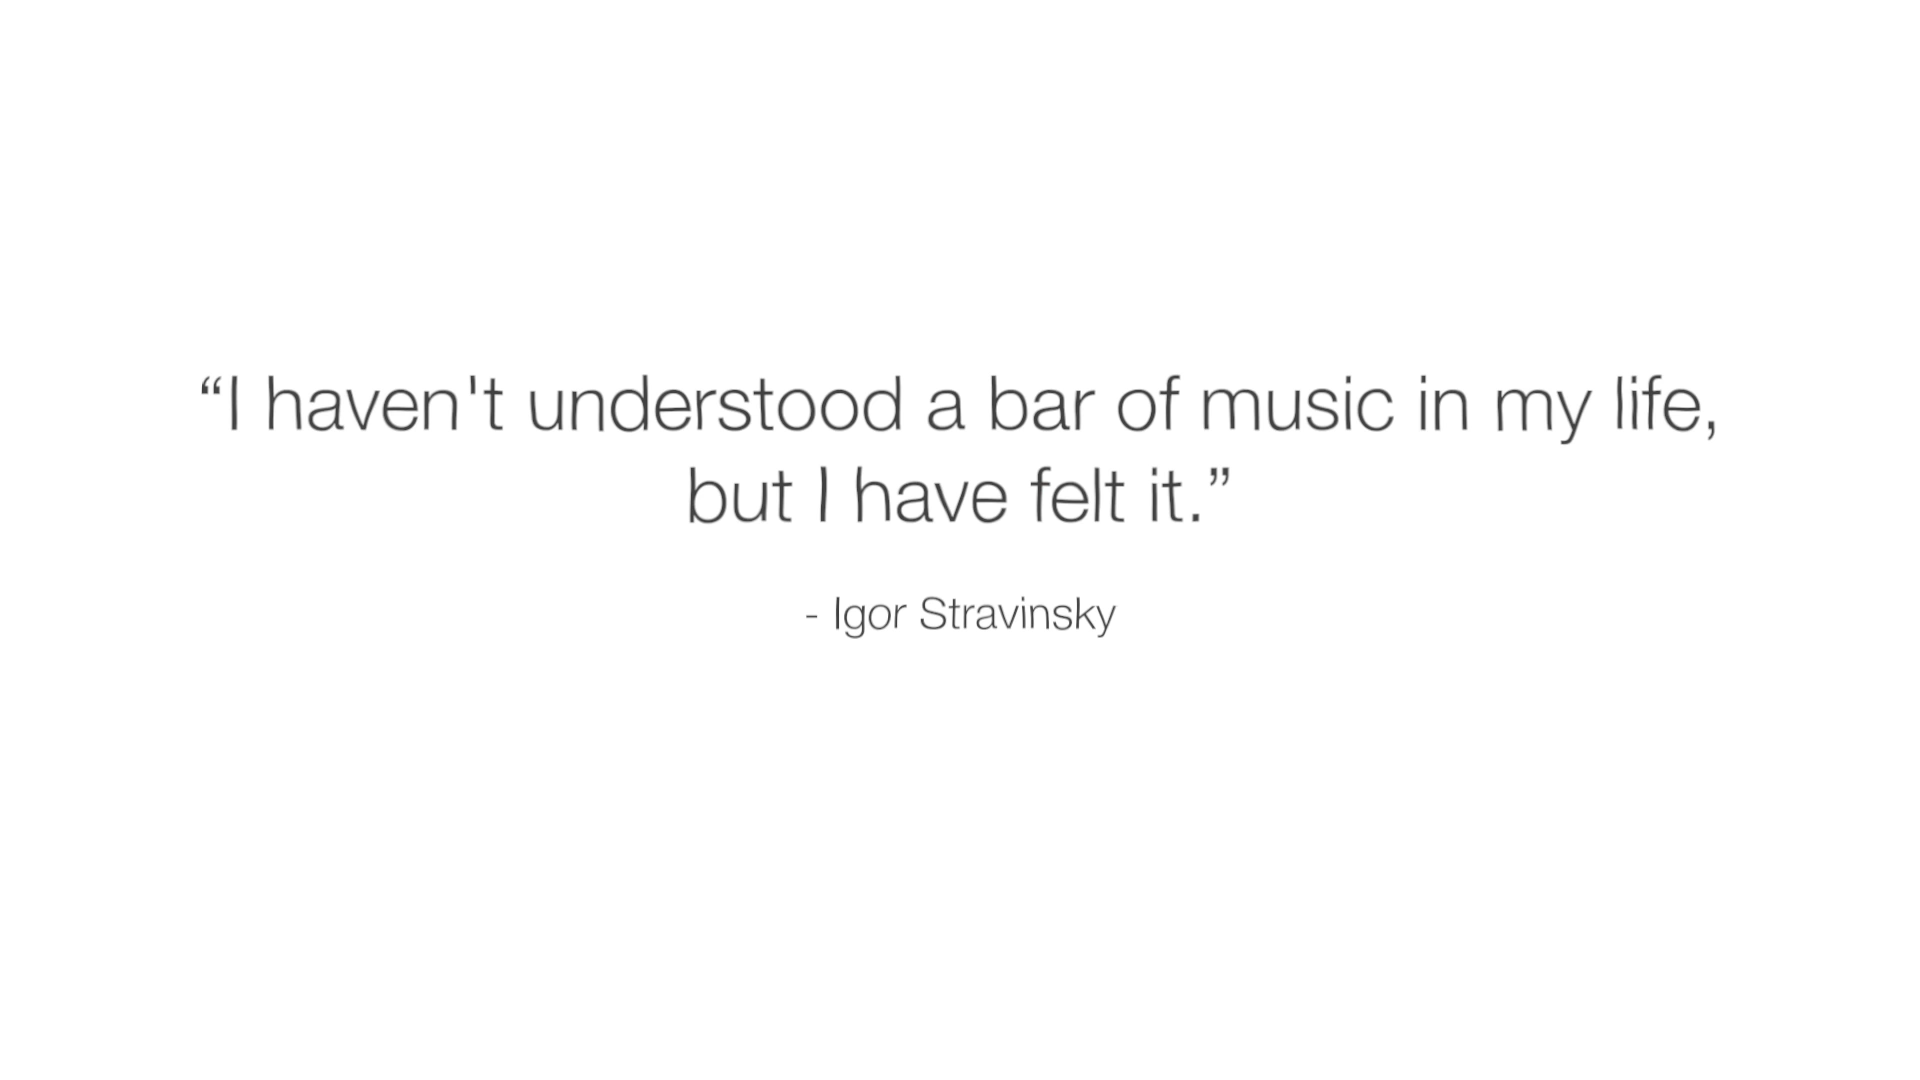 “I haven't understood a bar of music in my life,
but I have felt it.”
- Igor Stravinsky